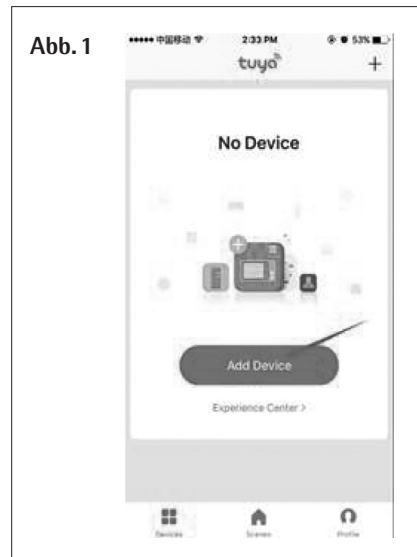 Abb. 1
中国移动 2:33 PM 53%
tuya
+
No Device
Add Device
Experience Center >
Devices Scenes Profile